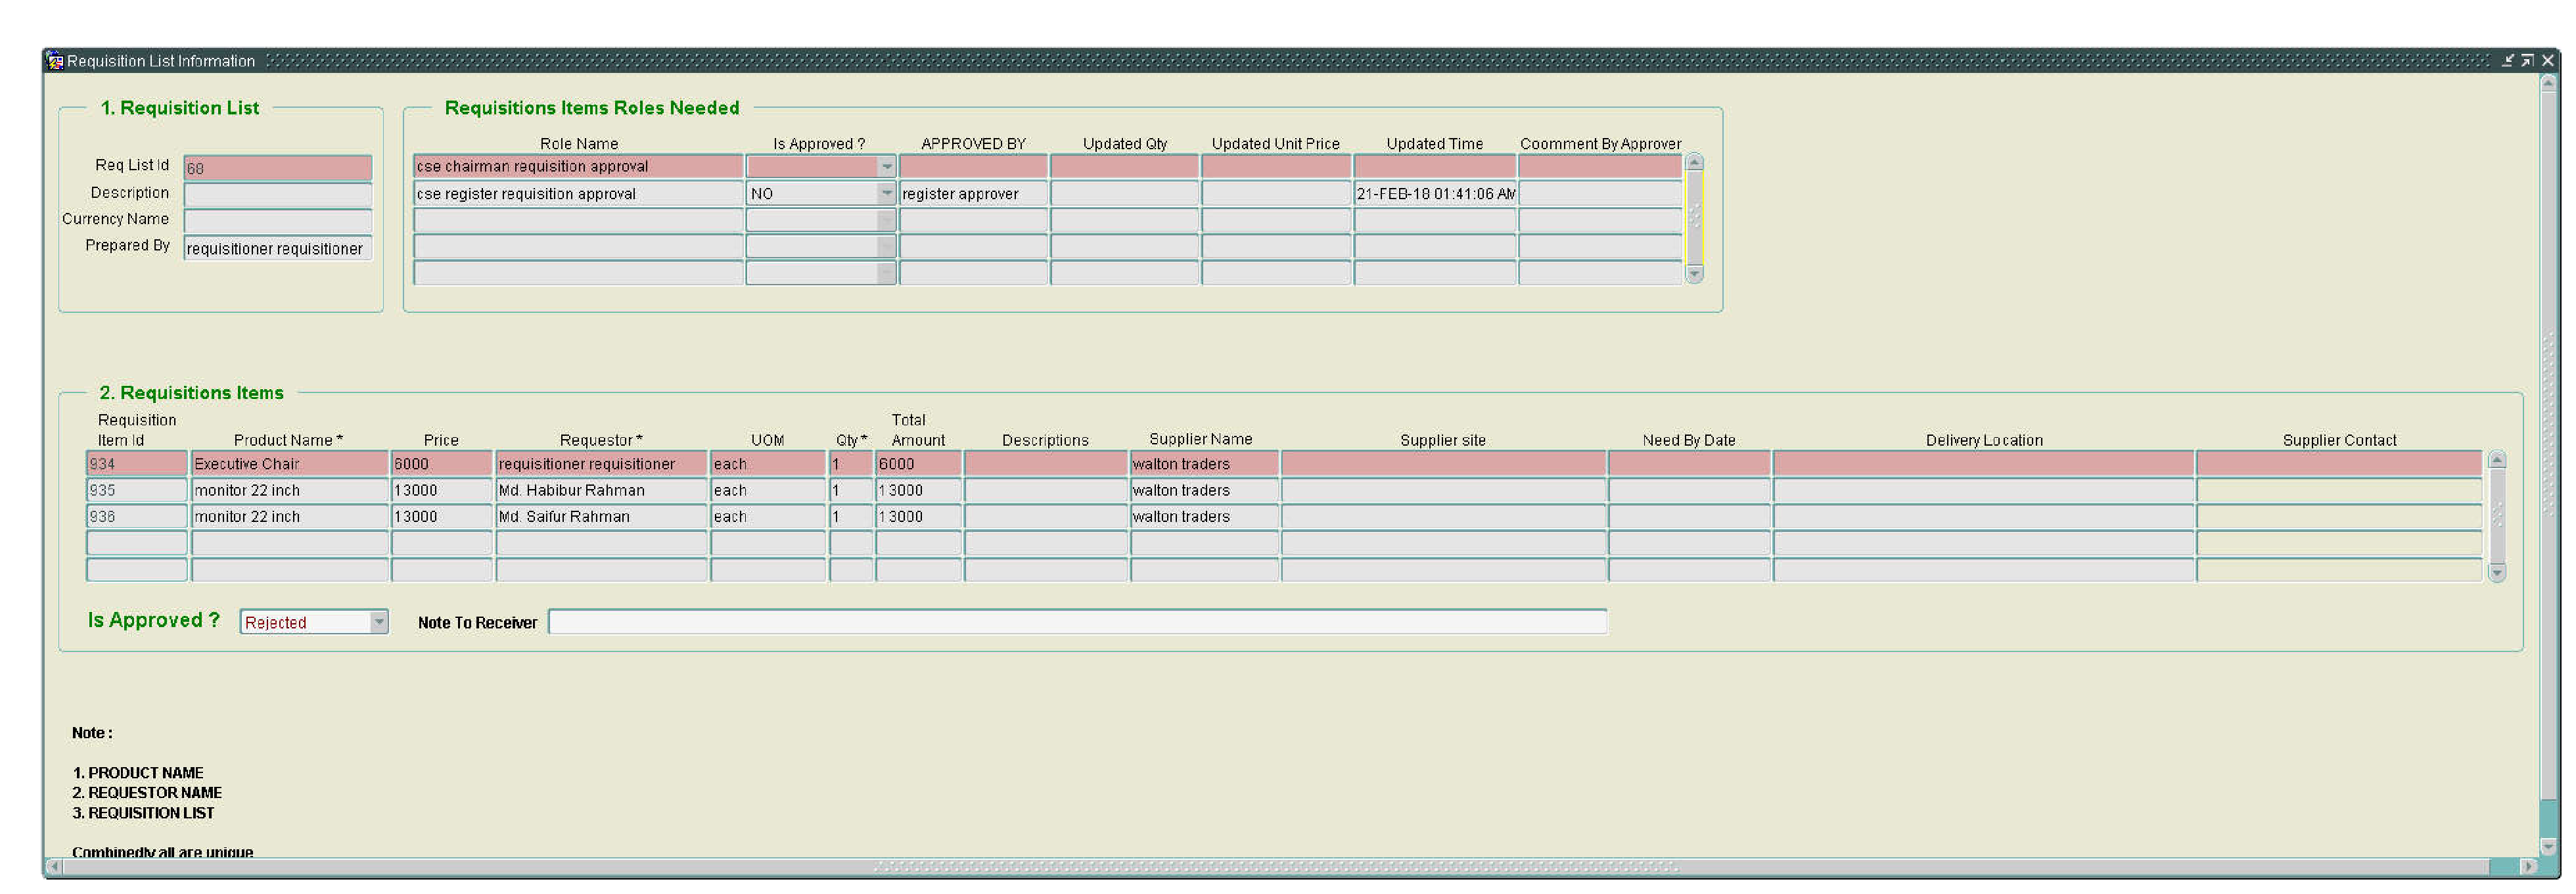 Requisition List Information
1. Requisition List
Req List Id 68
Description
Currency Name
Prepared By requisitioner requisitioner
Requisitions Items Roles Needed
Role Name Is Approved ? APPROVED BY Updated Qty Updated Unit Price Updated Time Coomment By Approver
cse chairman requisition approval
cse register requisition approval NO register approver 21-FEB-18 01:41:06 AM
2. Requisitions Items
Requisition Item Id Product Name * Price Requestor * UOM Qty * Total Amount Descriptions Supplier Name Supplier site Need By Date Delivery Location Supplier Contact
934 Executive Chair 6000 requisitioner requisitioner each 1 6000 walton traders
935 monitor 22 inch 13000 Md. Habibur Rahman each 1 13000 walton traders
936 monitor 22 inch 13000 Md. Saifur Rahman each 1 13000 walton traders
Is Approved ? Rejected Note To Receiver
Note :
1. PRODUCT NAME
2. REQUESTOR NAME
3. REQUISITION LIST
Combinedly all are unique